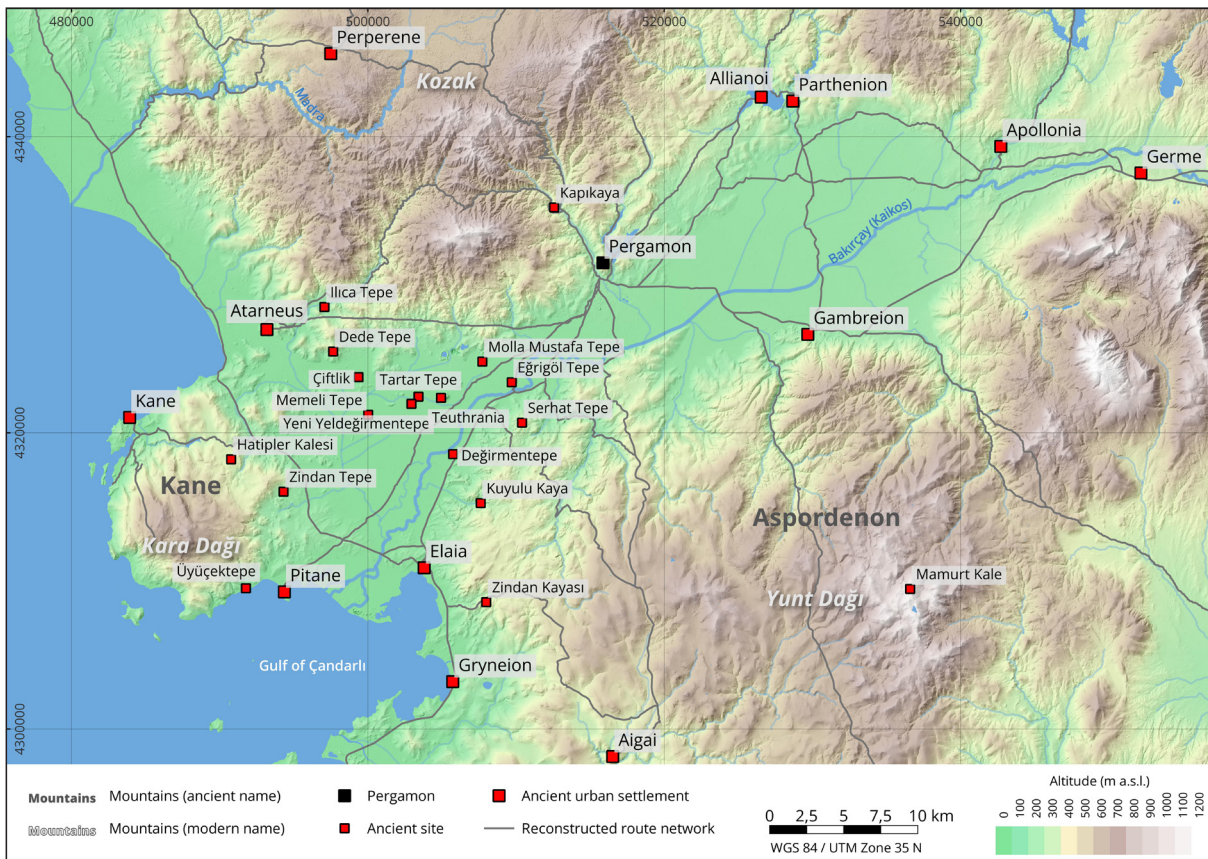 480000
500000
520000
540000
Perperene
Kozak
Madra
Allianoi
Parthenion
4340000
4340000
Apollonia
Germe
Kapıkaya
Bakırçay (Kaikos)
Pergamon
Ilıca Tepe
Atarneus
Gambreion
Dede Tepe
Molla Mustafa Tepe
Eğrigöl Tepe
Çiftlik
Tartar Tepe
Kane
Memeli Tepe
Serhat Tepe
Yeni Yeldeğirmentepe
Teuthrania
4320000
4320000
Hatipler Kalesi
Değirmentepe
Zindan Tepe
Kane
Kuyulu Kaya
Aspordenon
Kara Dağı
Elaia
Üyüçektepe
Pitane
Mamurt Kale
Zindan Kayası
Yunt Dağı
Gulf of Çandarlı
Gryneion
4300000
4300000
Aigai
Mountains Mountains (ancient name)
Pergamon
Ancient urban settlement
Mountains Mountains (modern name)
Ancient site
Reconstructed route network
0 2,5 5 7,5 10 km
WGS 84 / UTM Zone 35 N
Altitude (m a.s.l.)
0 100 200 300 400 500 600 700 800 900 1000 1100 1200